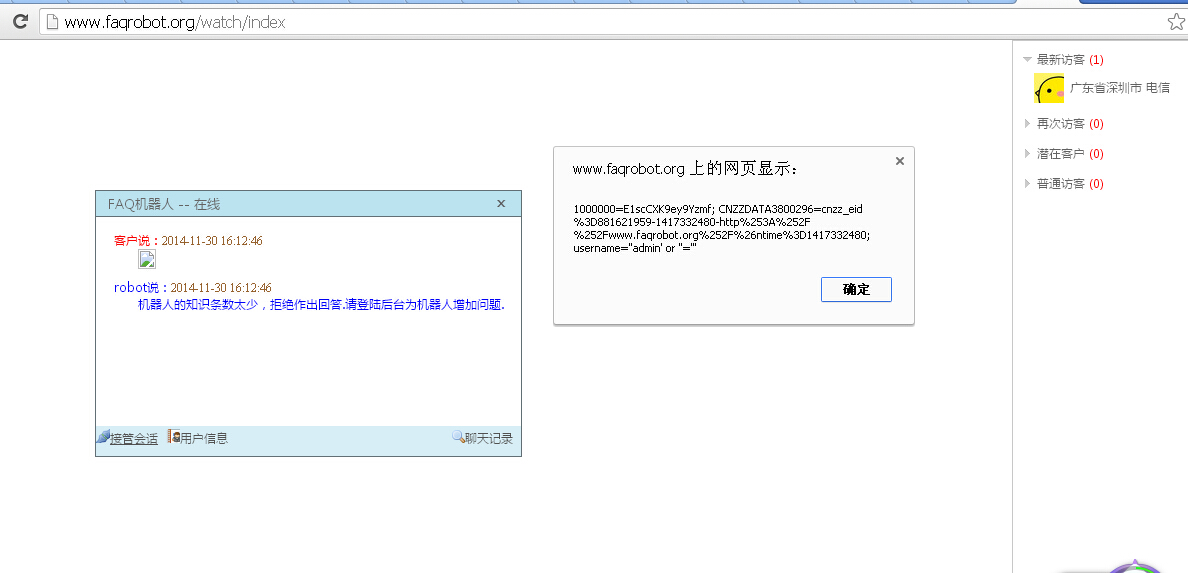 www.faqrobot.org/watch/index
最新访客 (1)
广东省深圳市 电信
再次访客 (0)
潜在客户 (0)
普通访客 (0)
www.faqrobot.org 上的网页显示：
1000000=E1scCXK9ey9Yzmf; CNZZDATA3800296=cnzz_eid
%3D881621959-1417332480-http%253A%252F
%252Fwww.faqrobot.org%252F%26ntime%3D1417332480;
username="admin' or ''='"
确定
FAQ机器人 -- 在线
客户说：2014-11-30 16:12:46
robot说：2014-11-30 16:12:46
机器人的知识条数太少，拒绝作出回答.请登陆后台为机器人增加问题.
接管会话 用户信息 聊天记录